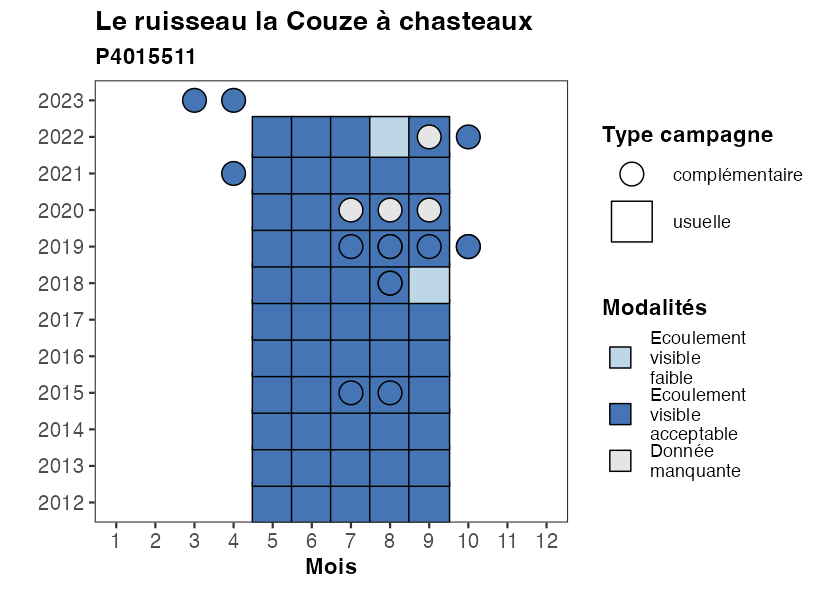 Le ruisseau la Couze à chasteaux
P4015511
2023
2022
2021
2020
2019
2018
2017
2016
2015
2014
2013
2012
1 2 3 4 5 6 7 8 9 10 11 12
Mois
Type campagne
complémentaire
usuelle
Modalités
Ecoulement
visible
faible
Ecoulement
visible
acceptable
Donnée
manquante